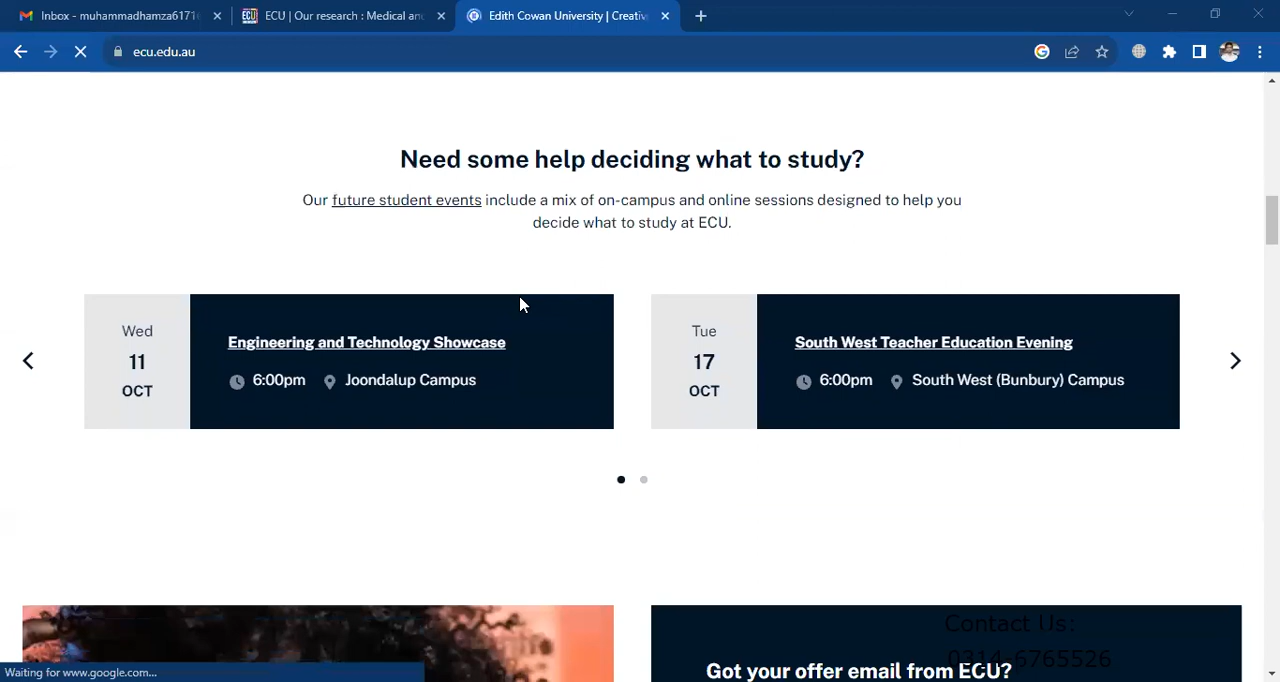 Inbox - muhammadhamza6171
ECU | Our research : Medical an
Edith Cowan University | Creativ
ecu.edu.au
Need some help deciding what to study?
Our future student events include a mix of on-campus and online sessions designed to help you
decide what to study at ECU.
Wed
11
OCT
Engineering and Technology Showcase
6:00pm Joondalup Campus
Tue
17
OCT
South West Teacher Education Evening
6:00pm South West (Bunbury) Campus
Contact Us:
0314-6765526
Got your offer email from ECU?
Waiting for www.google.com...